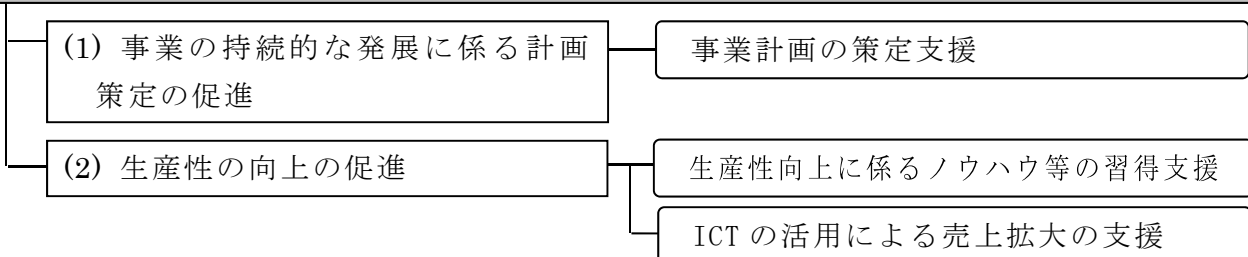 (1) 事業の持続的な発展に係る計画
策定の促進
事業計画の策定支援
(2) 生産性の向上の促進
生産性向上に係るノウハウ等の習得支援
ICT の活用による売上拡大の支援